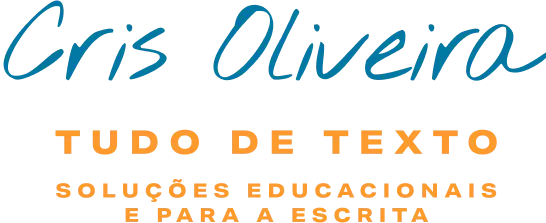 Cris Oliveira
TUDO DE TEXTO
SOLUÇÕES EDUCACIONAIS
E PARA A ESCRITA